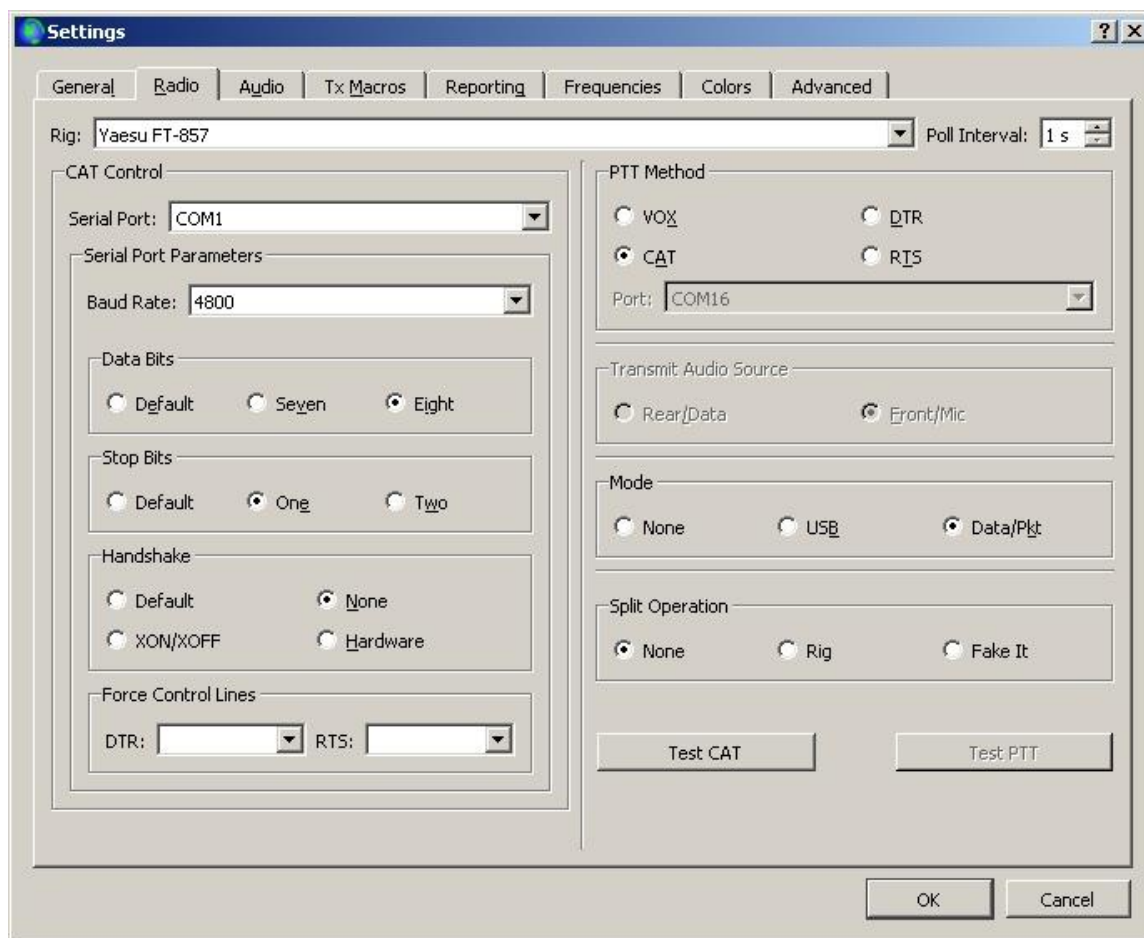 Settings
General Radio Audio Tx Macros Reporting Frequencies Colors Advanced
Rig: Yaesu FT-857 Poll Interval: 1 s
CAT Control
Serial Port: COM1
Serial Port Parameters
Baud Rate: 4800
Data Bits
Default Seven Eight
Stop Bits
Default One Two
Handshake
Default None
XON/XOFF Hardware
Force Control Lines
DTR: RTS:
PTT Method
VOX DTR
CAT RTS
Port: COM16
Transmit Audio Source
Rear/Data Front/Mic
Mode
None USB Data/Pkt
Split Operation
None Rig Fake It
Test CAT Test PTT
OK Cancel